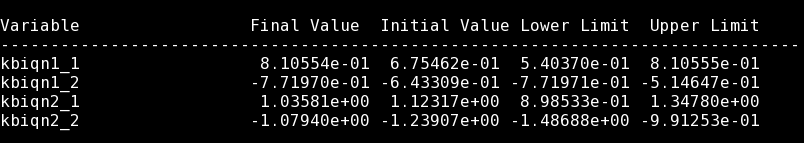 Variable Final Value Initial Value Lower Limit Upper Limit
--------------------------------------------------------------------------------
kbiqn1_1 8.10554e-01 6.75462e-01 5.40370e-01 8.10555e-01
kbiqn1_2 -7.71970e-01 -6.43309e-01 -7.71971e-01 -5.14647e-01
kbiqn2_1 1.03581e+00 1.12317e+00 8.98533e-01 1.34780e+00
kbiqn2_2 -1.07940e+00 -1.23907e+00 -1.48688e+00 -9.91253e-01